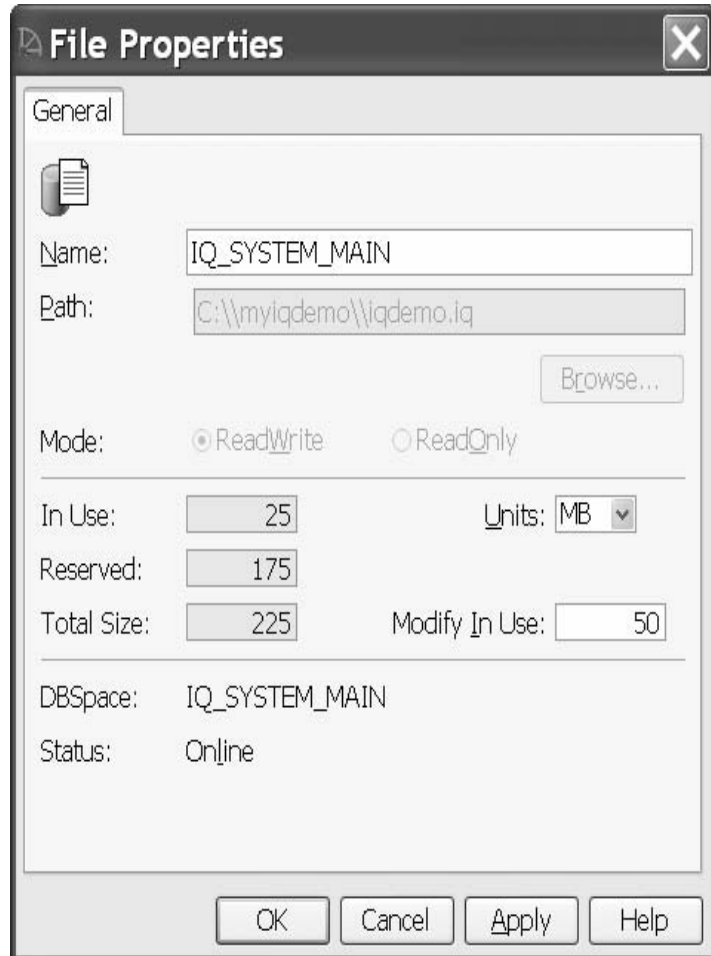 File Properties
General
Name: IQ_SYSTEM_MAIN
Path: C:\\myiqdemo\\iqdemo.iq
Browse...
Mode: ReadWrite ReadOnly
In Use: 25 Units: MB
Reserved: 175
Total Size: 225 Modify In Use: 50
DBSpace: IQ_SYSTEM_MAIN
Status: Online
OK Cancel Apply Help